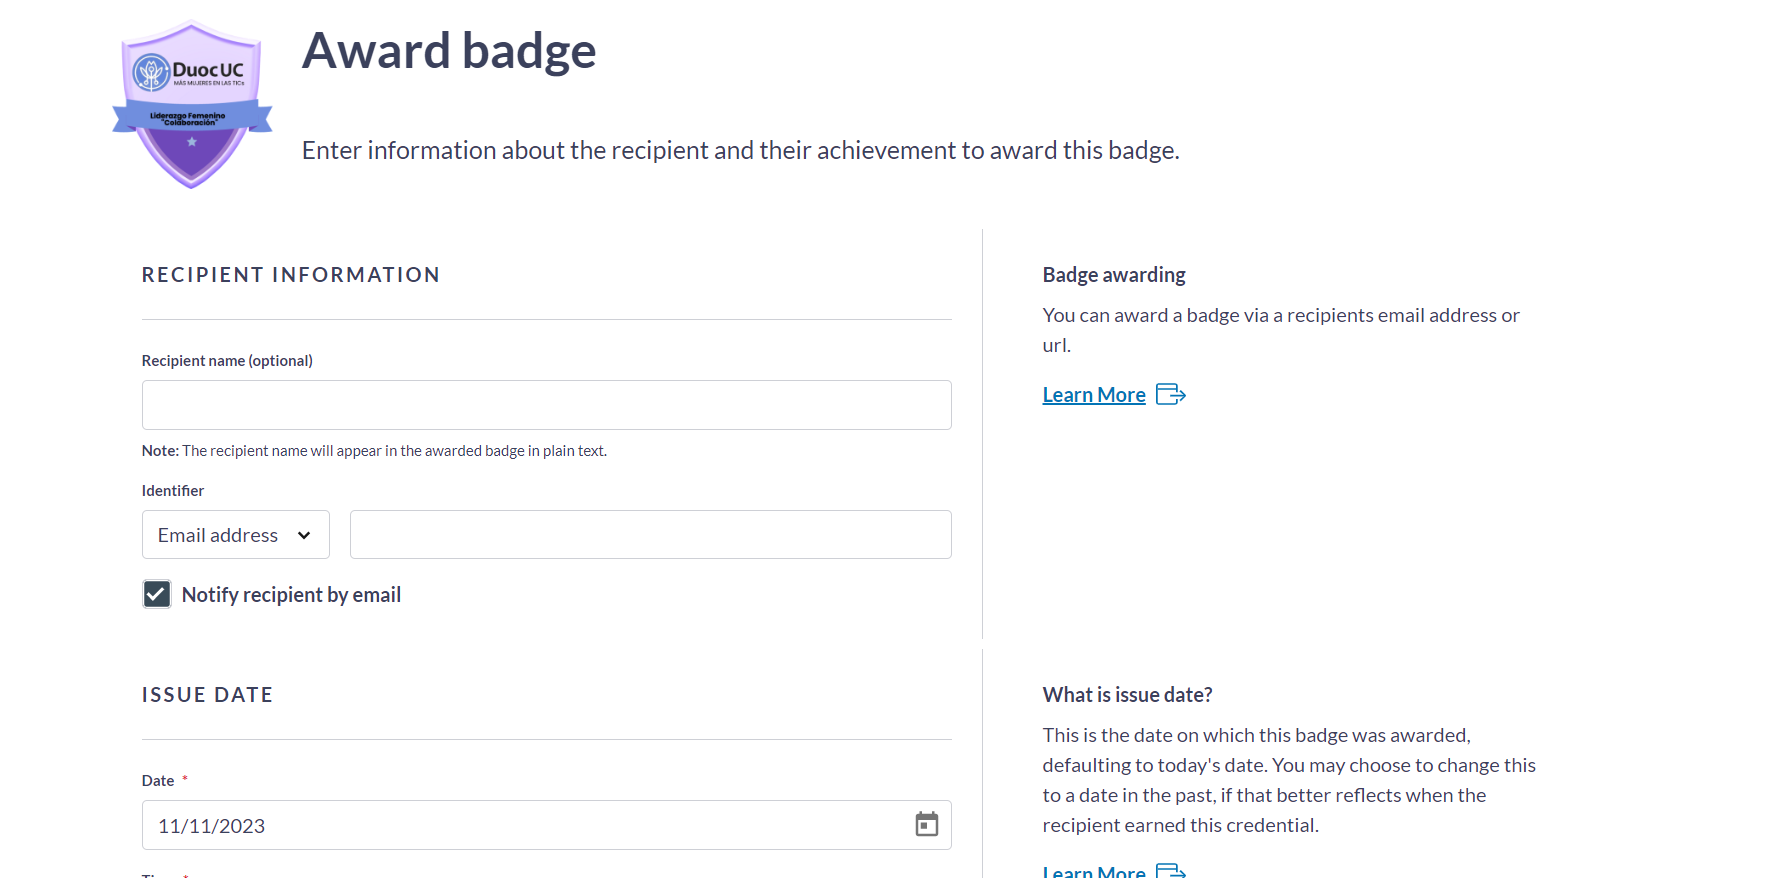 DuocUC
MÁS MUJERES EN LAS TICs
Liderazgo Femenino
"Colaboración"
Award badge
Enter information about the recipient and their achievement to award this badge.
RECIPIENT INFORMATION
Recipient name (optional)
Note: The recipient name will appear in the awarded badge in plain text.
Identifier
Email address
Notify recipient by email
Badge awarding
You can award a badge via a recipients email address or
url.
Learn More
ISSUE DATE
Date *
11/11/2023
What is issue date?
This is the date on which this badge was awarded,
defaulting to today's date. You may choose to change this
to a date in the past, if that better reflects when the
recipient earned this credential.
Learn More